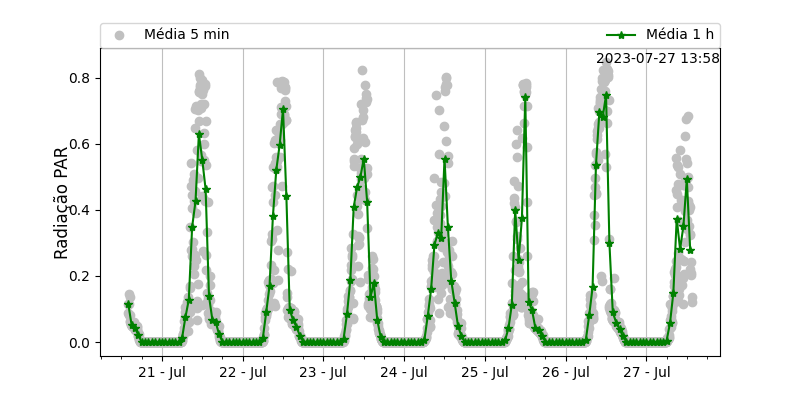 Média 5 min
Média 1 h
2023-07-27 13:58
Radiação PAR
0.8
0.6
0.4
0.2
0.0
21 - Jul
22 - Jul
23 - Jul
24 - Jul
25 - Jul
26 - Jul
27 - Jul